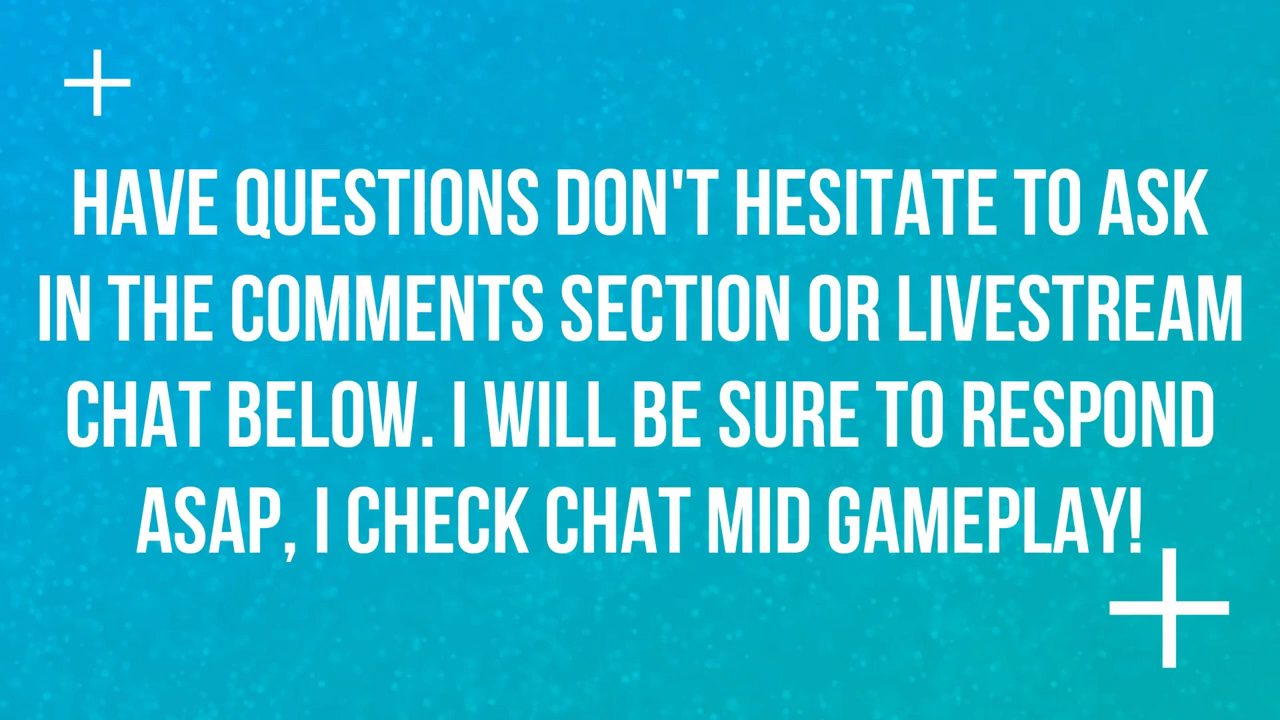 HAVE QUESTIONS DON'T HESITATE TO ASK
IN THE COMMENTS SECTION OR LIVESTREAM
CHAT BELOW. I WILL BE SURE TO RESPOND
ASAP, I CHECK CHAT MID GAMEPLAY!